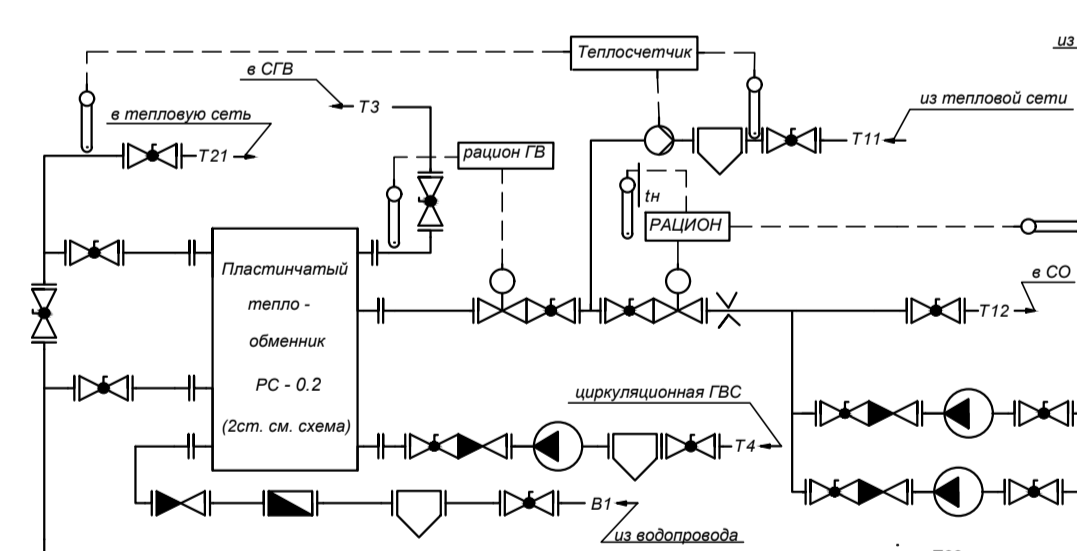 Теплосчетчик
из
в СГВ
Т3
из тепловой сети
в тепловую сеть
Т11
рацион ГВ
Т21
tн
РАЦИОН
Пластинчатый
тепло -
обменник
РС - 0.2
(2ст. см. схема)
в СО
Т12
циркуляционная ГВС
Т4
В1
из водопровода